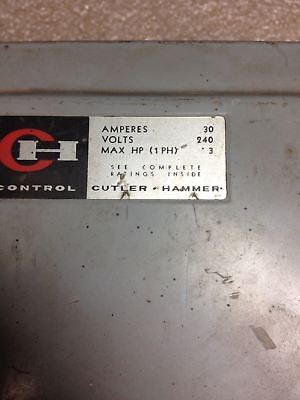 AMPERES 30
VOLTS 240
MAX HP (1PH) 3
SEE COMPLETE
RATINGS INSIDE
CH
CONTROL
CUTLER-HAMMER